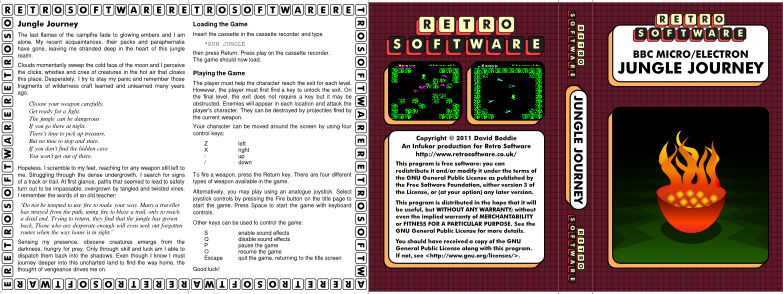 RETROSOFTWARERETROSOFTWARERET
Jungle Journey
The last flames of the campfire fade to glowing embers and I am
alone. My recent acquaintances, their packs and paraphernalia
have gone, leaving me stranded deep in the heart of this jungle
realm.
Clouds momentarily sweep the cold face of the moon and I perceive
the clicks, whistles and cries of creatures in the hot air that cloaks
this place. Desperately, I try to stay my panic and remember those
fragments of wilderness craft learned and unlearned many years
ago.
Choose your weapon carefully,
Get ready for a fight.
The jungle can be dangerous
If you go there at night.
There's time to pick up treasure,
But no time to stop and stare.
If you don't find the hidden cave
You won't get out of there.
Hopeless, I scramble to my feet, reaching for any weapon still left to
me. Struggling through the dense undergrowth, I search for signs
of a track or trail. At first glance, paths that seemed to lead to safety
turn out to be impassable, overgrown by tangled and twisted vines.
I remember the words of an old teacher:
"Do not be tempted to use fire to make your way. Many a traveller
has strayed from the path, using fire to blaze a trail, only to reach
a dead end. Trying to return, they find that the jungle has grown
back. Those who are desperate enough will even seek out forgotten
routes when the way home is in sight."
Sensing my presence, obscure creatures emerge from the
darkness, hungry for prey. Only through skill and luck am I able to
dispatch them back into the shadows. Even though I know I must
journey deeper into this uncharted land to find the way home, the
thought of vengeance drives me on.
Loading the Game
Insert the cassette in the cassette recorder and type
*RUN JUNGLE
then press Return. Press play on the cassette recorder.
The game should now load.
Playing the Game
The player must help the character reach the exit for each level.
However, the player must first find a key to unlock the exit. On
the final level, the exit does not require a key but it may be
obstructed. Enemies will appear in each location and attack the
player's character. They can be destroyed by projectiles fired by
the current weapon.
Your character can be moved around the screen by using four
control keys:
Z left
X right
: up
/ down
To fire a weapon, press the Return key. There are four different
types of weapon available in the game.
Alternatively, you may play using an analogue joystick. Select
joystick controls by pressing the Fire button on the title page to
start the game. Press Space to start the game with keyboard
controls.
Other keys can be used to control the game:
S enable sound effects
Q disable sound effects
P pause the game
O resume the game
Escape quit the game, returning to the title screen
Good luck!
RETRO
SOFTWARE
Copyright © 2011 David Boddie
An Infukor production for Retro Software
http://www.retrosoftware.co.uk/
This program is free software: you can
redistribute it and/or modify it under the terms of
the GNU General Public License as published by
the Free Software Foundation, either version 3 of
the License, or (at your option) any later version.
This program is distributed in the hope that it will
be useful, but WITHOUT ANY WARRANTY; without
even the implied warranty of MERCHANTABILITY
or FITNESS FOR A PARTICULAR PURPOSE. See the
GNU General Public License for more details.
You should have received a copy of the GNU
General Public License along with this program.
If not, see <http://www.gnu.org/licenses/>.
RETRO
SOFTWARE
JUNGLE JOURNEY
RETRO
SOFTWARE
RETRO
SOFTWARE
BBC MICRO/ELECTRON
JUNGLE JOURNEY